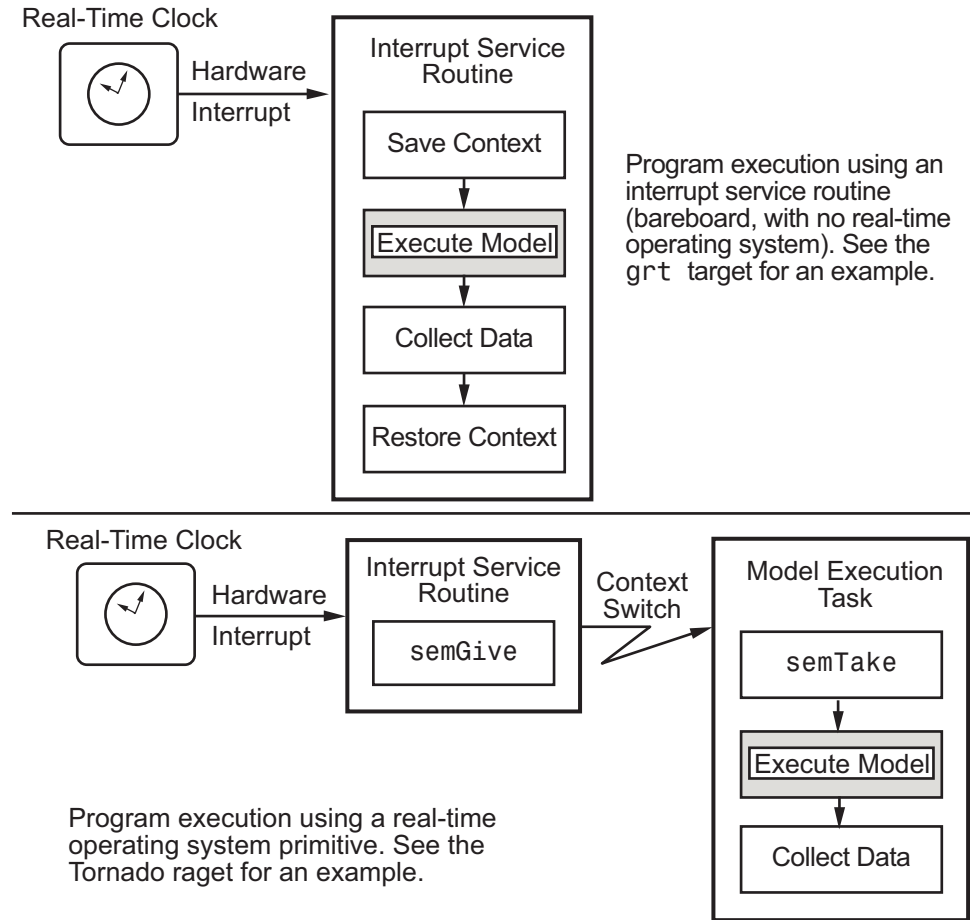 Real-Time Clock
Hardware
Interrupt
Interrupt Service
Routine
Save Context
Execute Model
Collect Data
Restore Context
Program execution using an
interrupt service routine
(bareboard, with no real-time
operating system). See the
grt target for an example.
Real-Time Clock
Hardware
Interrupt
Interrupt Service
Routine
semGive
Context
Switch
Model Execution
Task
semTake
Execute Model
Collect Data
Program execution using a real-time
operating system primitive. See the
Tornado raget for an example.